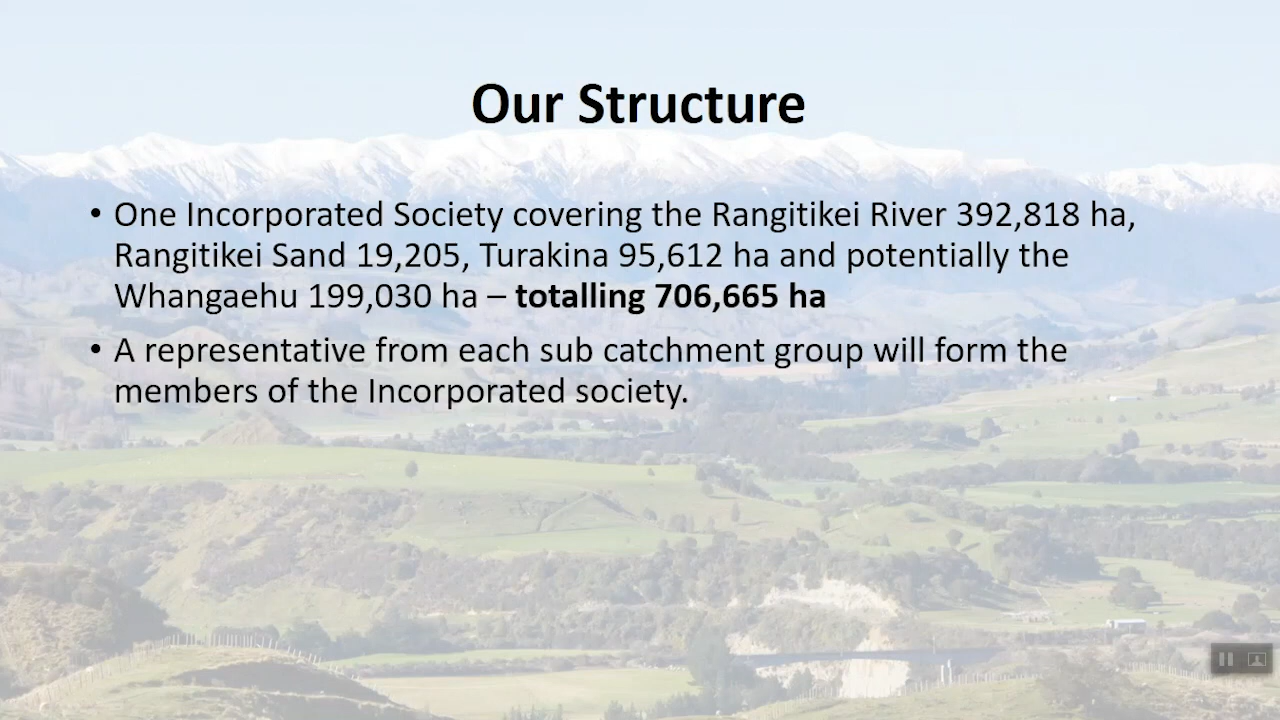 Our Structure
• One Incorporated Society covering the Rangitikei River 392,818 ha,
Rangitikei Sand 19,205, Turakina 95,612 ha and potentially the
Whangaehu 199,030 ha – totalling 706,665 ha
• A representative from each sub catchment group will form the
members of the Incorporated society.